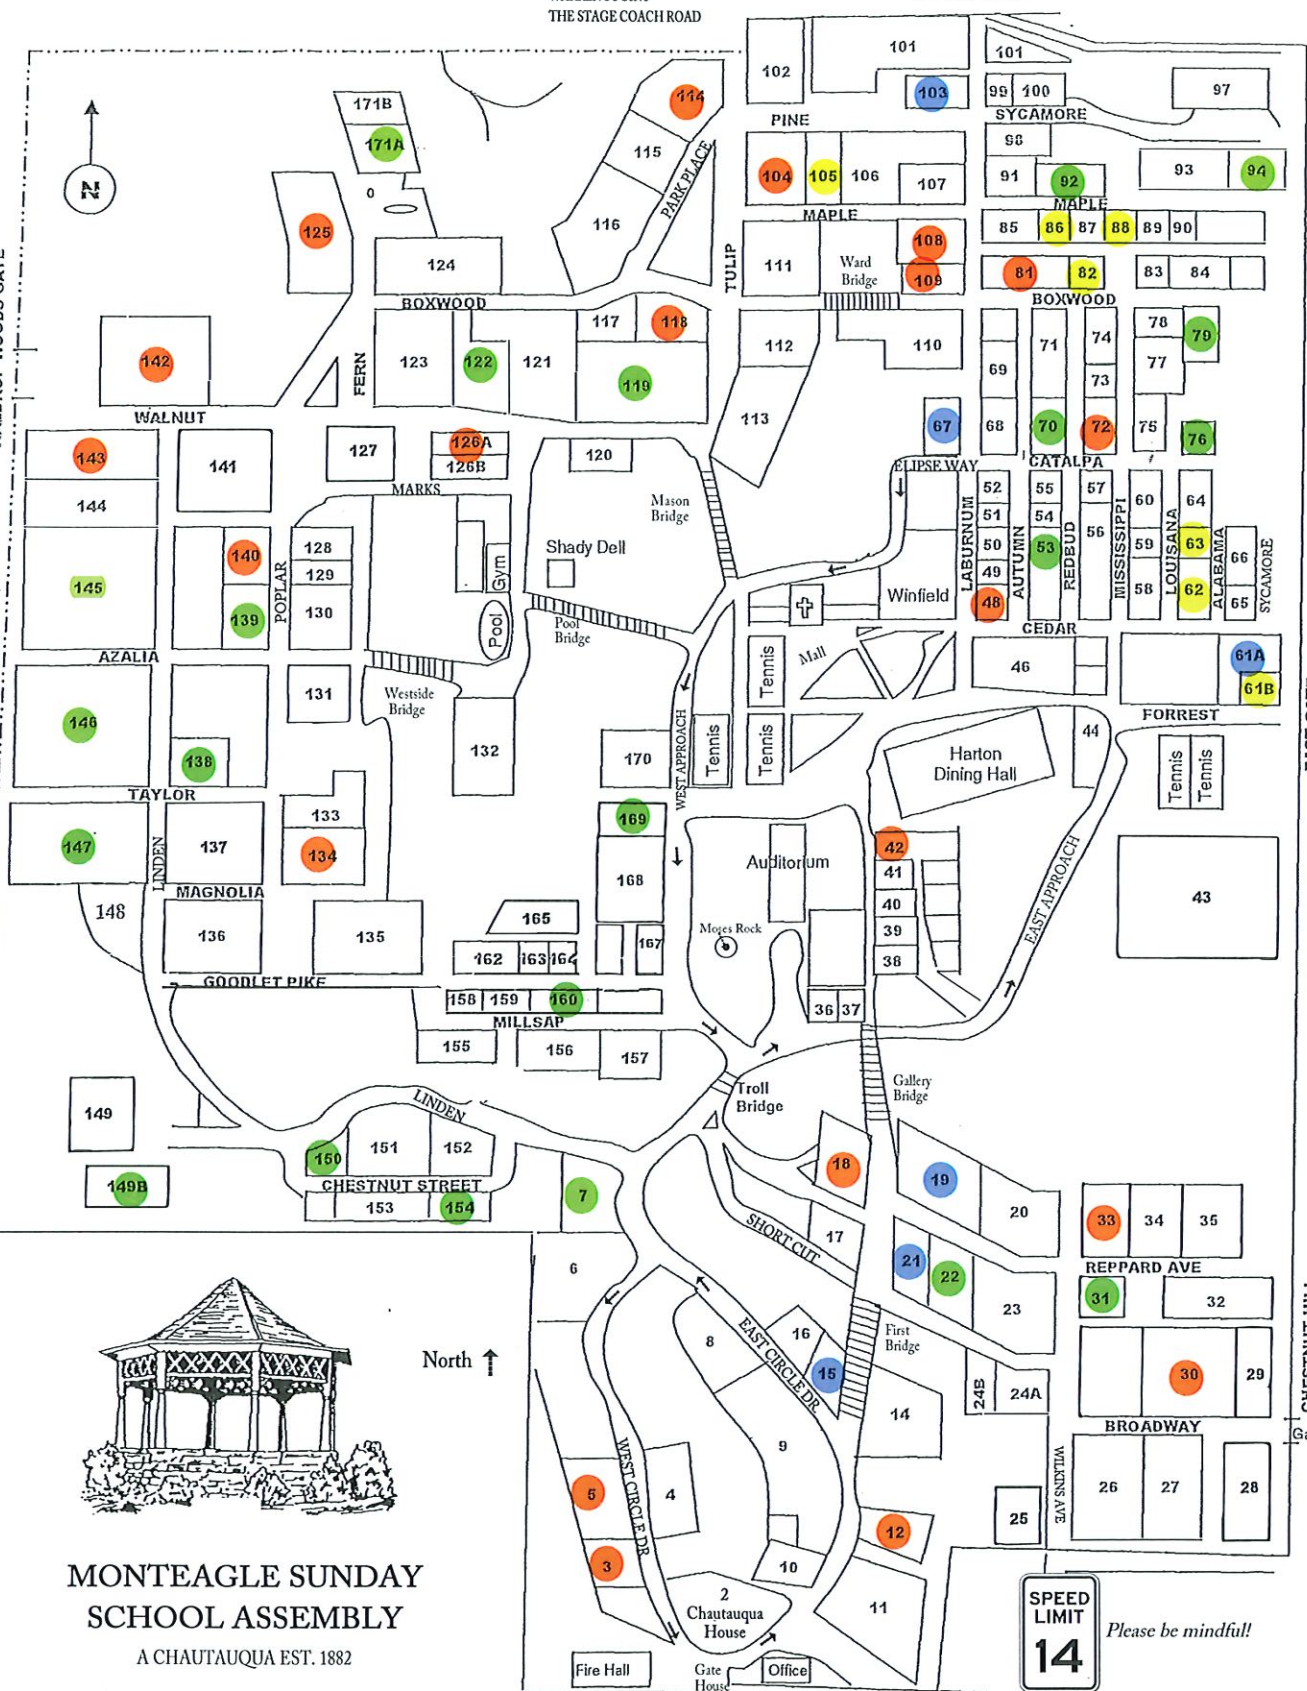 THE STAGE COACH ROAD
101
101
102
103
99 100
97
SYCAMORE
114
171B
171A
PINE
98
115
PARK PLACE
104 105 106 107
91 92
93 94
N
0
MAPLE
MAPLE
116
85 86 87 88 89 90
125
124
TULIP
111
Ward
Bridge
108
109
81 82 83 84
BOXWOOD
BOXWOOD
117 118
78 79
142
FERN
123 122 121
119
112
110
71 74
77
69
73
113
WALNUT
67 68 70 72 75 76
143
141
127
126A
126B
120
ELIPSE WAY
CATALPA
144
MARKS
Mason
Bridge
52 55 57 60 64
51 54 56
LABURNUM
AUTUMN
REDBUD
MISSISSIPPI
LOUISANA
ALABAMA
SYCAMORE
140
128
Gym
Shady Dell
50 53 59 63 66
145
129
49
POPLAR
139
130
Pool
Pool
Bridge
Winfield
48 58 62 65
AZALIA
CEDAR
Westside
Bridge
131
Tennis
Mall
46
61A
61B
146
138
132
170
WEST APPROACH
Tennis
Tennis
44
FORREST
Harton
Dining Hall
Tennis
Tennis
TAYLOR
147
LINDEN
137
133
134
169
Auditorium
42
41
EAST APPROACH
43
MAGNOLIA
168
148
136
135
165
40
39
38
Moses Rock
162 163 164
167
GOODLET PIKE
158 159 160
36 37
MILLSAP
155 156 157
149
Troll
Bridge
Gallery
Bridge
LINDEN
150 151 152
18
19
149B
CHESTNUT STREET
153 154
7
20
33 34 35
SHORT CUT
17
6
21 22
REPPARD AVE
31 32
23
North
EAST CIRCLE DR.
8
16
15
First
Bridge
24B 24A
30 29
14
BROADWAY
WEST CIRCLE DR
9
4
5
WILKINS AVE
26 27 28
25
12
3
10
11
2
Chautauqua
House
MONTEAGLE SUNDAY
SCHOOL ASSEMBLY
A CHAUTAUQUA EST. 1882
SPEED
LIMIT
14
Please be mindful!
Fire Hall
Gate
House
Office